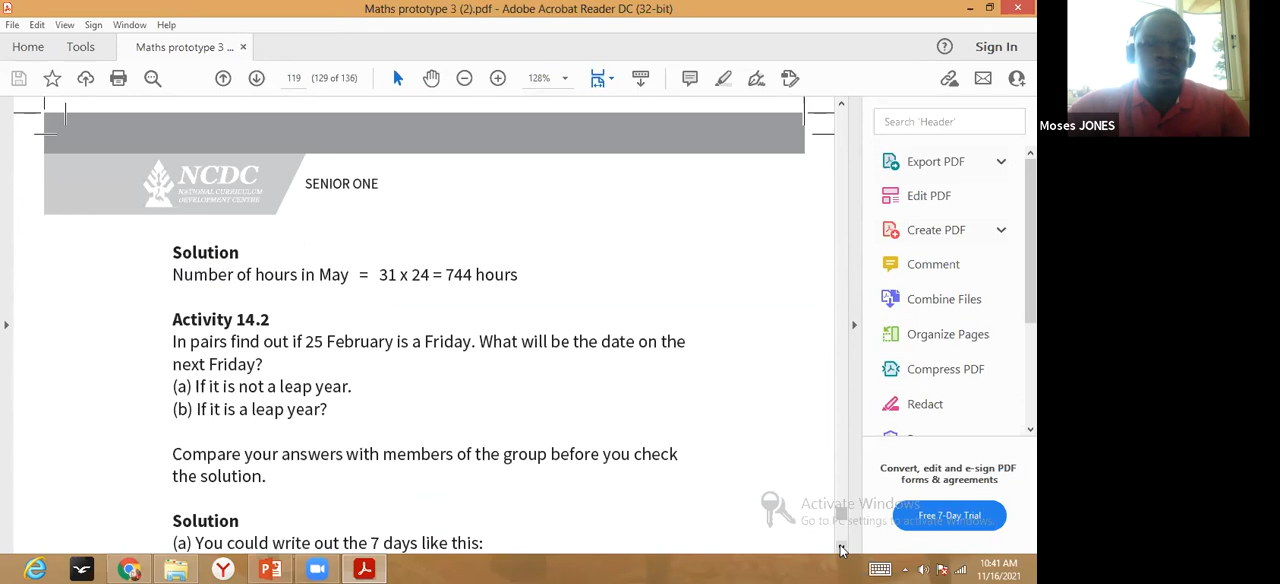 Maths prototype 3 (2).pdf - Adobe Acrobat Reader DC (32-bit)
File Edit View Sign Window Help
Home Tools Maths prototype 3 ... × Sign In
119 (129 of 136) 128%
Search 'Header'
Moses JONES
NCDC
NATIONAL CURRICULUM
DEVELOPMENT CENTRE
SENIOR ONE
Solution
Number of hours in May = 31 x 24 = 744 hours
Activity 14.2
In pairs find out if 25 February is a Friday. What will be the date on the
next Friday?
(a) If it is not a leap year.
(b) If it is a leap year?
Compare your answers with members of the group before you check
the solution.
Solution
(a) You could write out the 7 days like this:
Export PDF
Edit PDF
Create PDF
Comment
Combine Files
Organize Pages
Compress PDF
Redact
Convert, edit and e-sign PDF
forms & agreements
Free 7-Day Trial
Activate Windows
Go to PC settings to activate Windows.
10:41 AM
11/16/2021